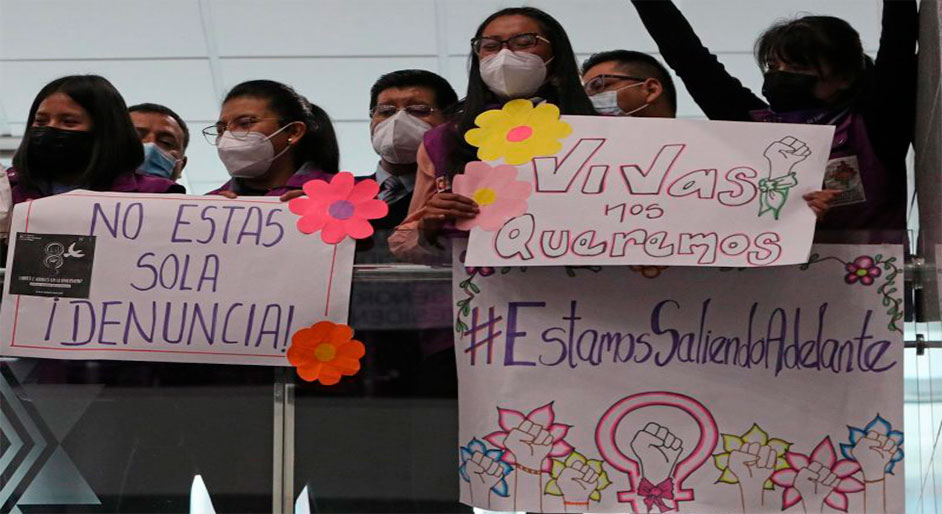 NO ESTAS
SOLA
¡DENUNCIA!
VIVas
nos
Queremos
#EstamosSaliendoAdelante